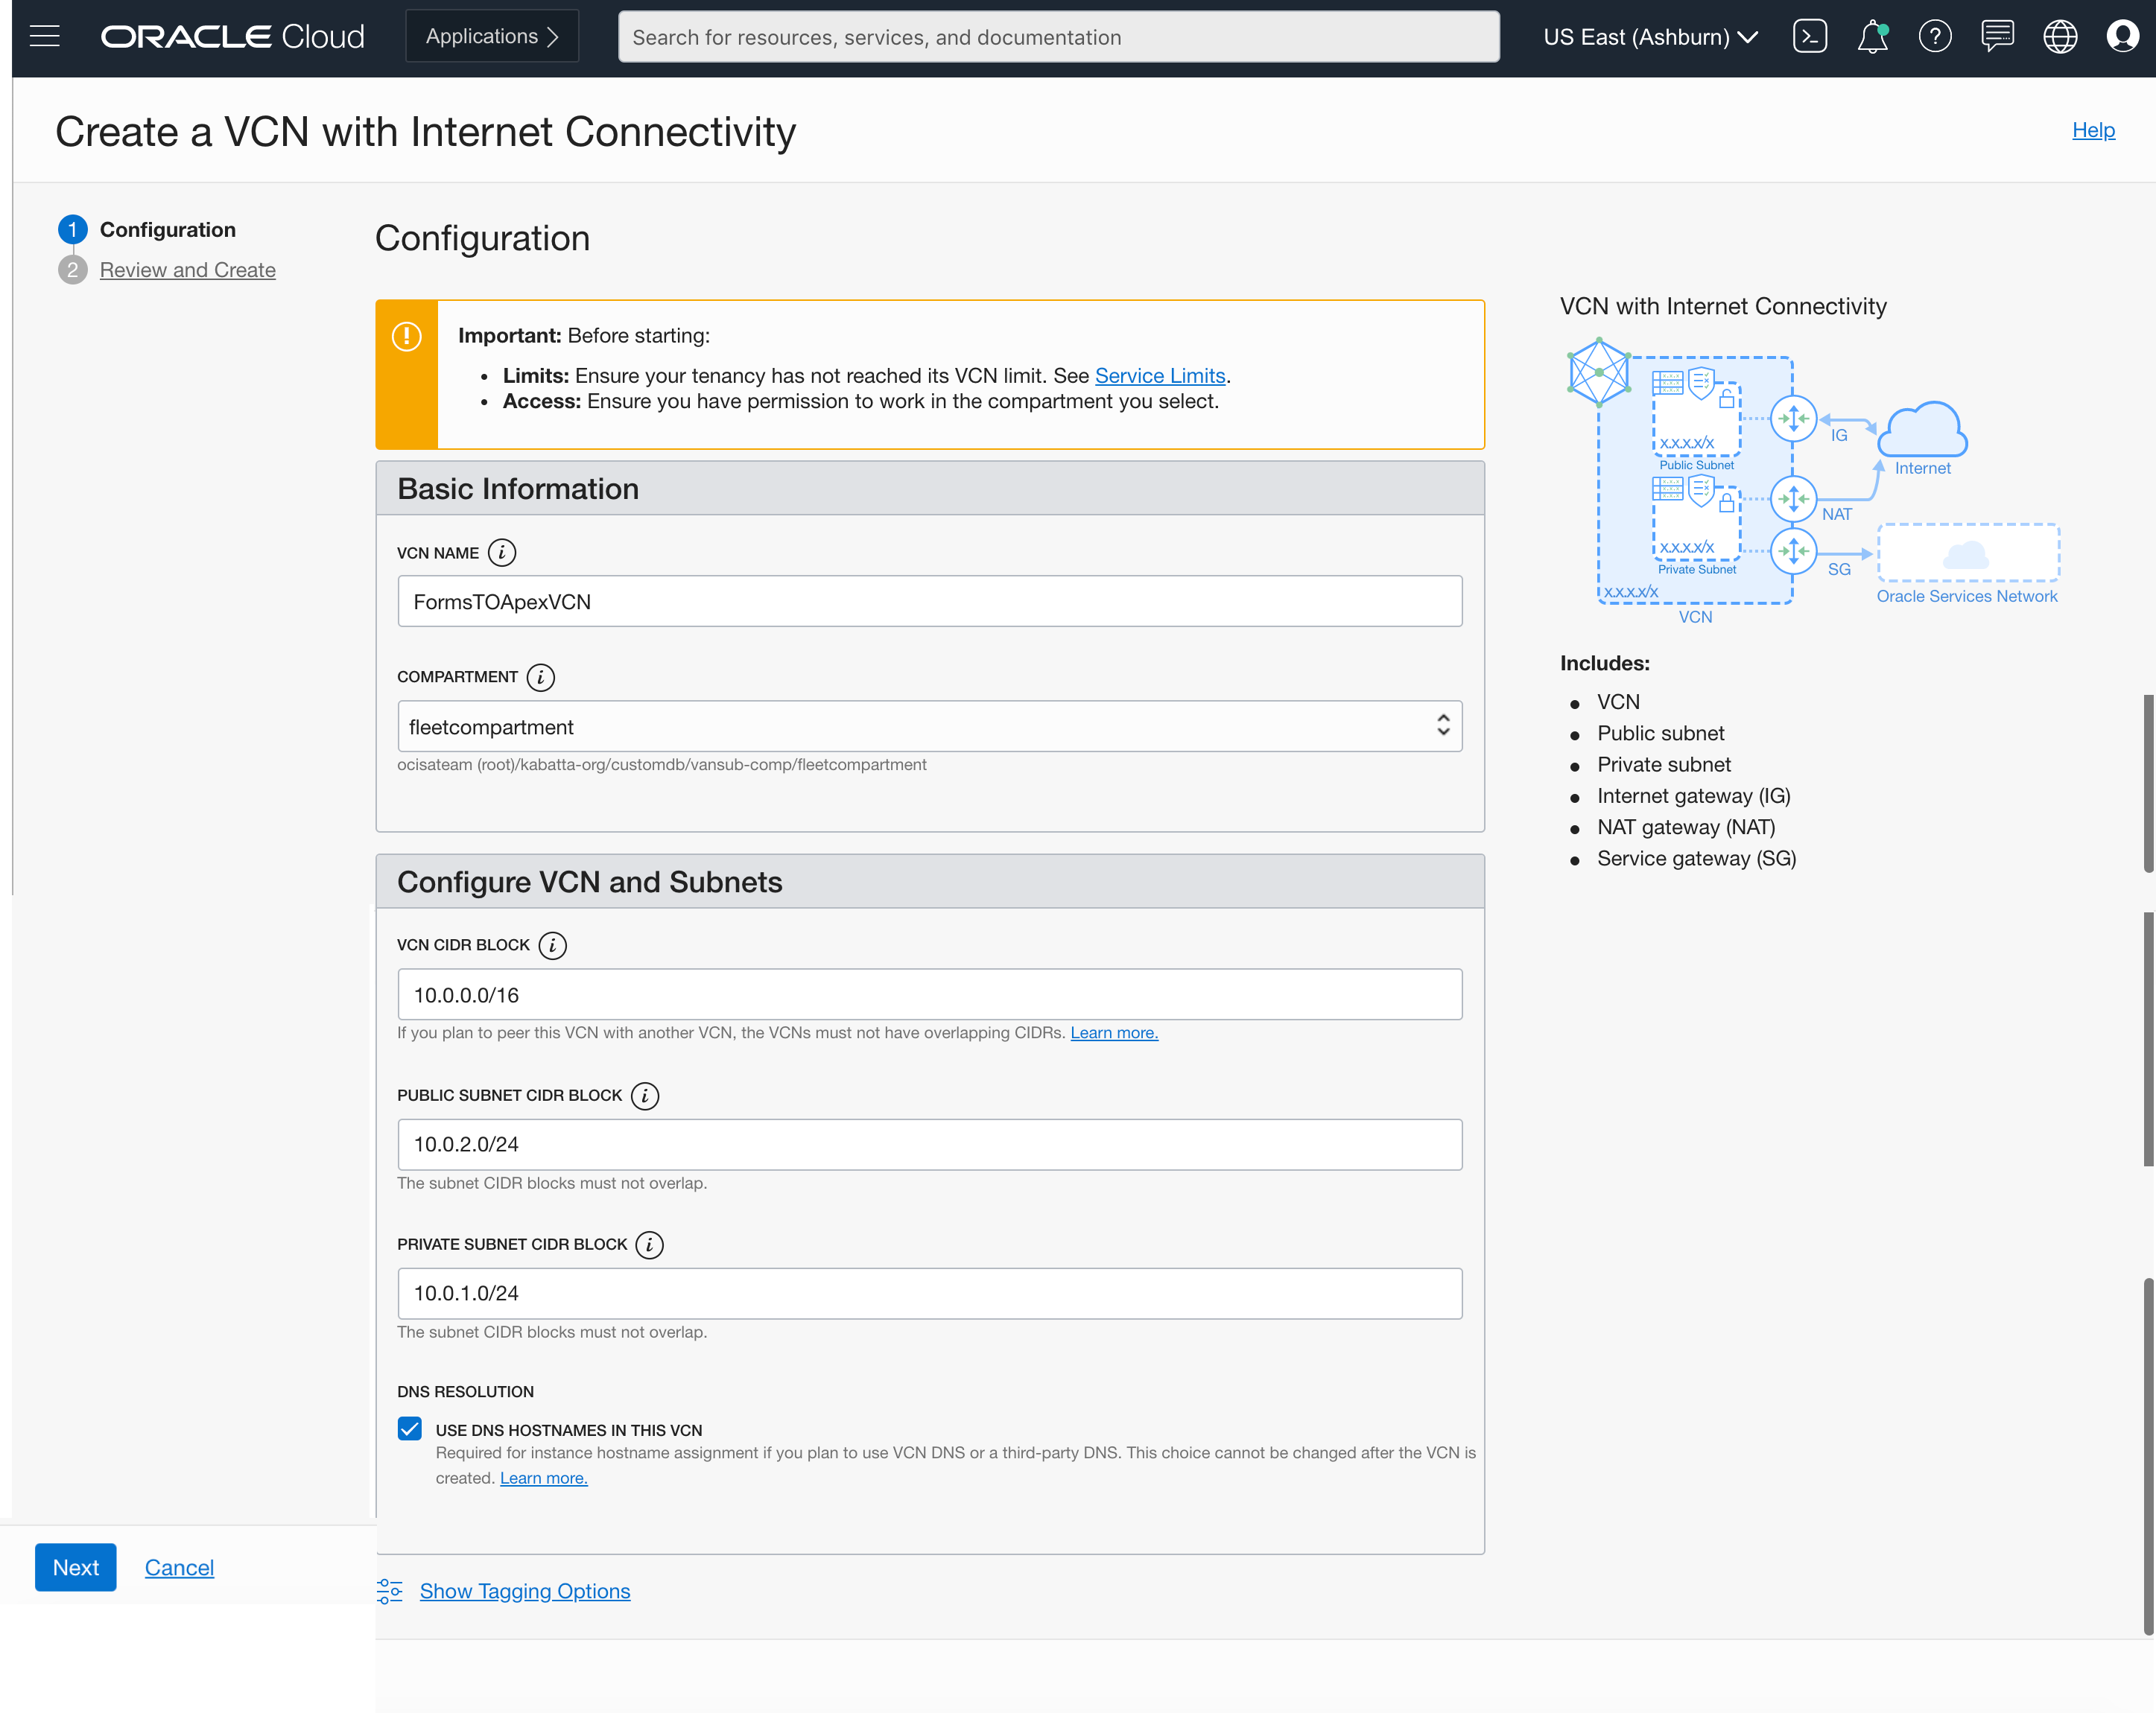 ORACLE Cloud
Applications
Search for resources, services, and documentation
US East (Ashburn)
Create a VCN with Internet Connectivity
Help
1 Configuration
2 Review and Create
Configuration
Important: Before starting:
• Limits: Ensure your tenancy has not reached its VCN limit. See Service Limits.
• Access: Ensure you have permission to work in the compartment you select.
Basic Information
VCN NAME i
FormsTOApexVCN
COMPARTMENT i
fleetcompartment
ocisateam (root)/kabatta-org/customdb/vansub-comp/fleetcompartment
Configure VCN and Subnets
VCN CIDR BLOCK i
10.0.0.0/16
If you plan to peer this VCN with another VCN, the VCNs must not have overlapping CIDRs. Learn more.
PUBLIC SUBNET CIDR BLOCK i
10.0.2.0/24
The subnet CIDR blocks must not overlap.
PRIVATE SUBNET CIDR BLOCK i
10.0.1.0/24
The subnet CIDR blocks must not overlap.
DNS RESOLUTION
USE DNS HOSTNAMES IN THIS VCN
Required for instance hostname assignment if you plan to use VCN DNS or a third-party DNS. This choice cannot be changed after the VCN is
created. Learn more.
Show Tagging Options
Next
Cancel
VCN with Internet Connectivity
X.X.X.X/X
Public Subnet
IG
Internet
NAT
X.X.X.X/X
Private Subnet
SG
X.X.X.X/X
Oracle Services Network
VCN
Includes:
• VCN
• Public subnet
• Private subnet
• Internet gateway (IG)
• NAT gateway (NAT)
• Service gateway (SG)